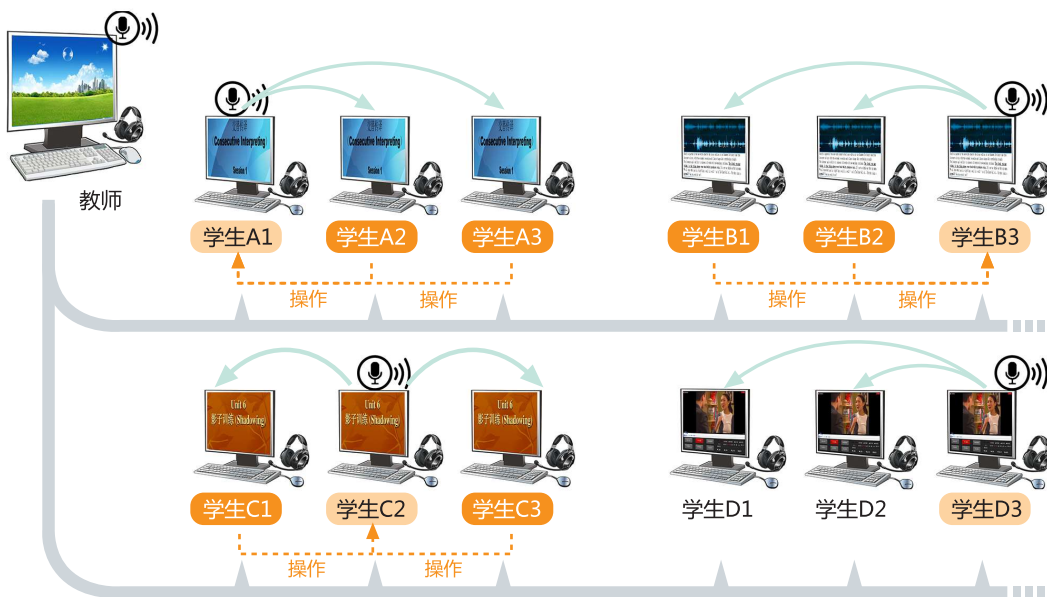 教师
Consecutive Interpreting
Session 1
Consecutive Interpreting
Session 1
Consecutive Interpreting
Session 1
学生A1
学生A2
学生A3
学生B1
学生B2
学生B3
操作
操作
操作
操作
Unit 6
影子训练 (Shadowing)
Unit 6
影子训练 (Shadowing)
Unit 6
影子训练 (Shadowing)
学生C1
学生C2
学生C3
学生D1
学生D2
学生D3
操作
操作